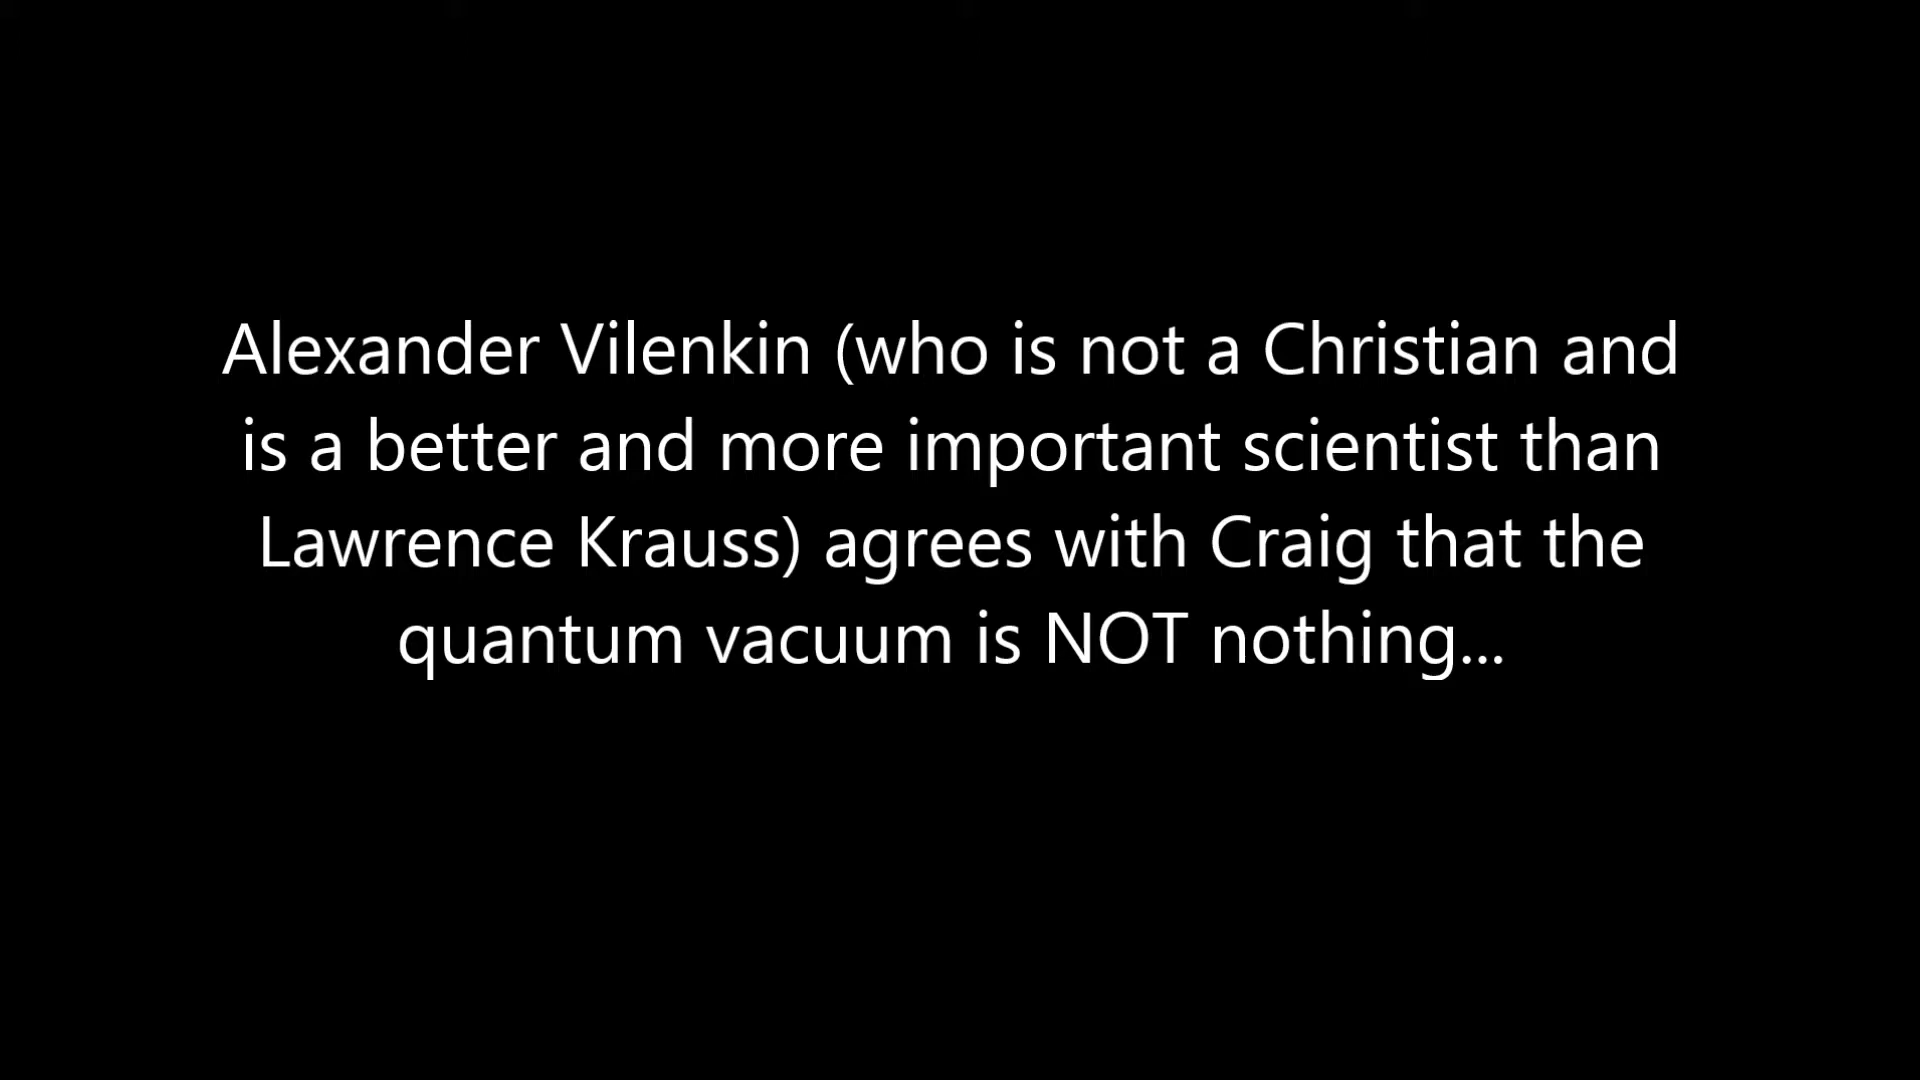 Alexander Vilenkin (who is not a Christian and
is a better and more important scientist than
Lawrence Krauss) agrees with Craig that the
quantum vacuum is NOT nothing...